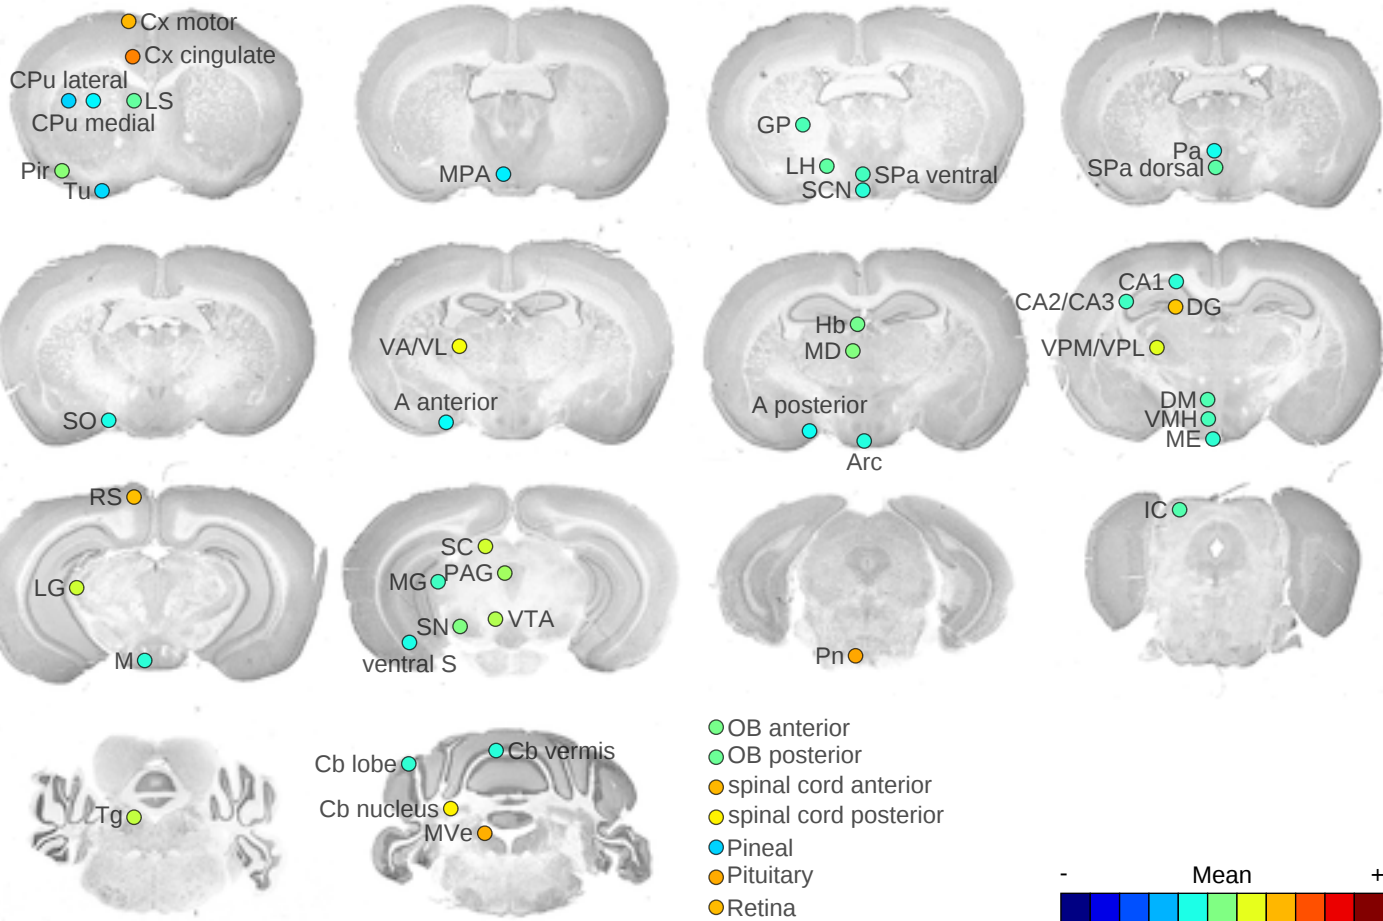 Cx motor
Cx cingulate
CPu lateral
LS
CPu medial
Pir
Tu
MPA
GP
LH
SPa ventral
SCN
Pa
SPa dorsal
SO
VA/VL
A anterior
Hb
MD
A posterior
Arc
CA1
CA2/CA3
DG
VPM/VPL
DM
VMH
ME
RS
LG
M
SC
MG
PAG
SN
VTA
ventral S
Pn
IC
Tg
Cb lobe
Cb vermis
Cb nucleus
MVe
OB anterior
OB posterior
spinal cord anterior
spinal cord posterior
Pineal
Pituitary
Retina
- Mean +